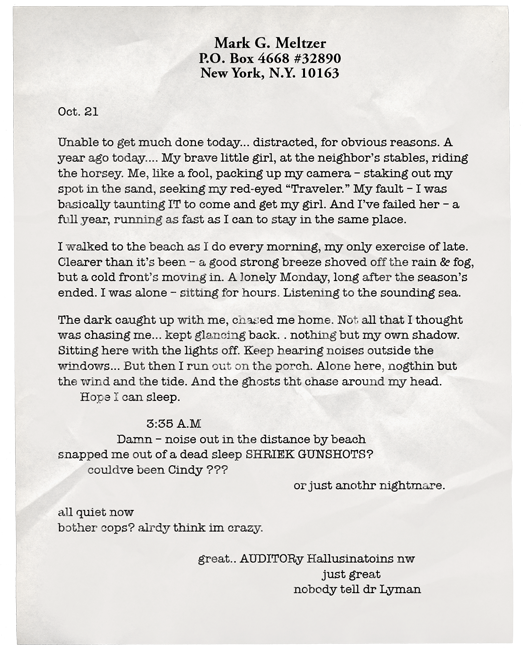 Mark G. Meltzer
P.O. Box 4668 #32890
New York, N.Y. 10163
Oct. 21
Unable to get much done today... distracted, for obvious reasons. A
year ago today.... My brave little girl, at the neighbor's stables, riding
the horsey. Me, like a fool, packing up my camera – staking out my
spot in the sand, seeking my red-eyed “Traveler.” My fault – I was
basically taunting IT to come and get my girl. And I've failed her – a
full year, running as fast as I can to stay in the same place.
I walked to the beach as I do every morning, my only exercise of late.
Clearer than it's been – a good strong breeze shoved off the rain & fog,
but a cold front's moving in. A lonely Monday, long after the season's
ended. I was alone – sitting for hours. Listening to the sounding sea.
The dark caught up with me, chased me home. Not all that I thought
was chasing me... kept glancing back. . nothing but my own shadow.
Sitting here with the lights off. Keep hearing noises outside the
windows... But then I run out on the porch. Alone here, nogthin but
the wind and the tide. And the ghosts tht chase around my head.
Hope I can sleep.
3:35 A.M
Damn – noise out in the distance by beach
snapped me out of a dead sleep SHRIEK GUNSHOTS?
couldve been Cindy ???
or just anothr nightmare.
all quiet now
bother cops? alrdy think im crazy.
great.. AUDITORy Hallusinatoins nw
just great
nobody tell dr Lyman